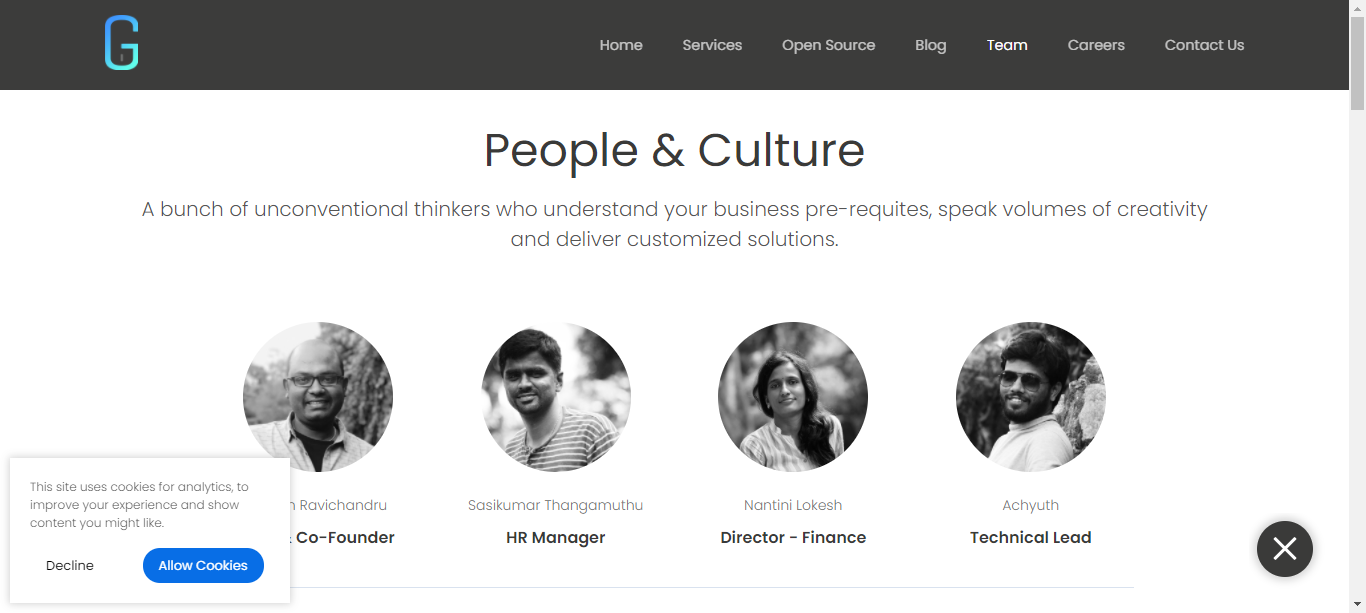 G
Home Services Open Source Blog Team Careers Contact Us
People & Culture
A bunch of unconventional thinkers who understand your business pre-requites, speak volumes of creativity
and deliver customized solutions.
Ravichandru Sasikumar Thangamuthu Nantini Lokesh Achyuth
Co-Founder HR Manager Director - Finance Technical Lead
This site uses cookies for analytics, to
improve your experience and show
content you might like.
Decline Allow Cookies